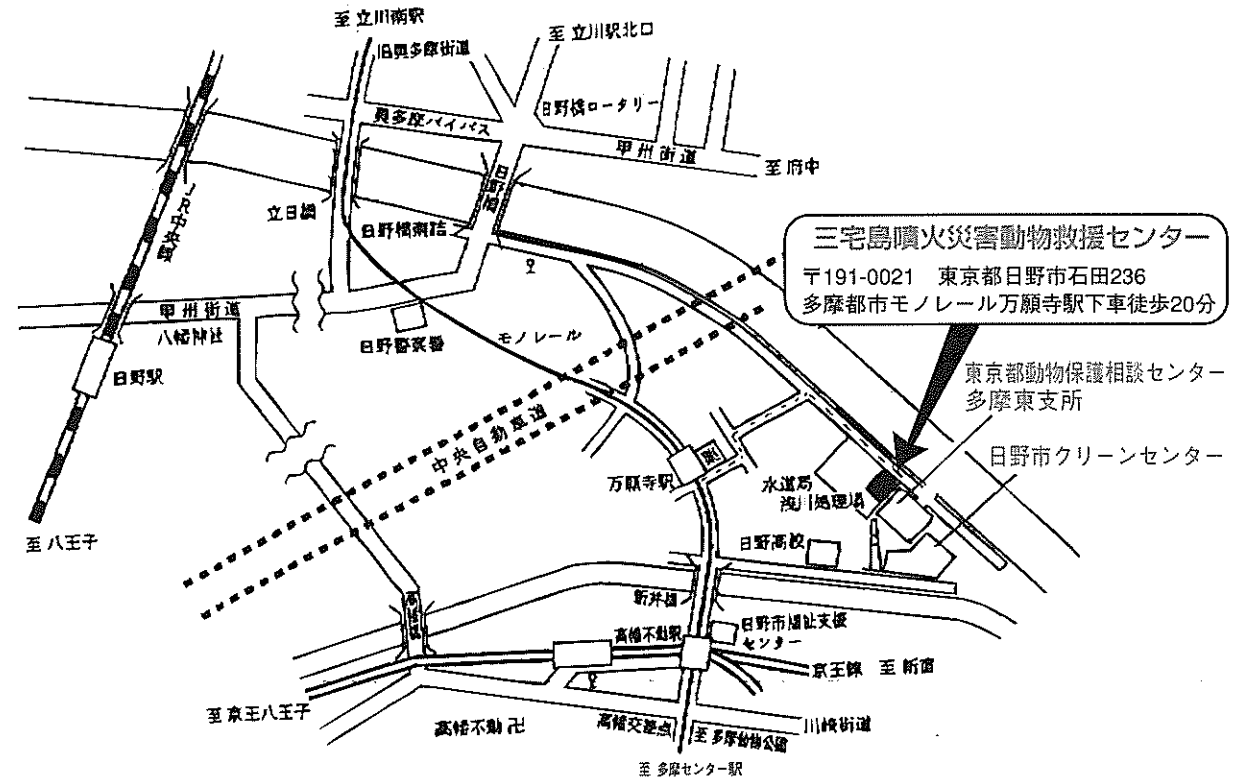 至 立川南駅
至 立川駅北口
旧奥多摩街道
日野橋ロータリー
奥多摩バイパス
甲州街道
至 府中
JR中央線
立日橋
日野橋
日野橋南詰
三宅島噴火災害動物救援センター
〒191-0021 東京都日野市石田236
多摩都市モノレール万願寺駅下車徒歩20分
甲州街道
八幡神社
日野警察署
モノレール
日野駅
東京都動物保護相談センター
多摩東支所
中央自動車道
日野市クリーンセンター
万願寺駅
水道局
浅川処理場
至 八王子
日野高校
新井橋
高幡不動駅
日野市福祉支援
センター
京王線 至 新宿
至 京王八王子
高幡不動 卍
高幡交差点
至 多摩動物公園
川崎街道
至 多摩センター駅